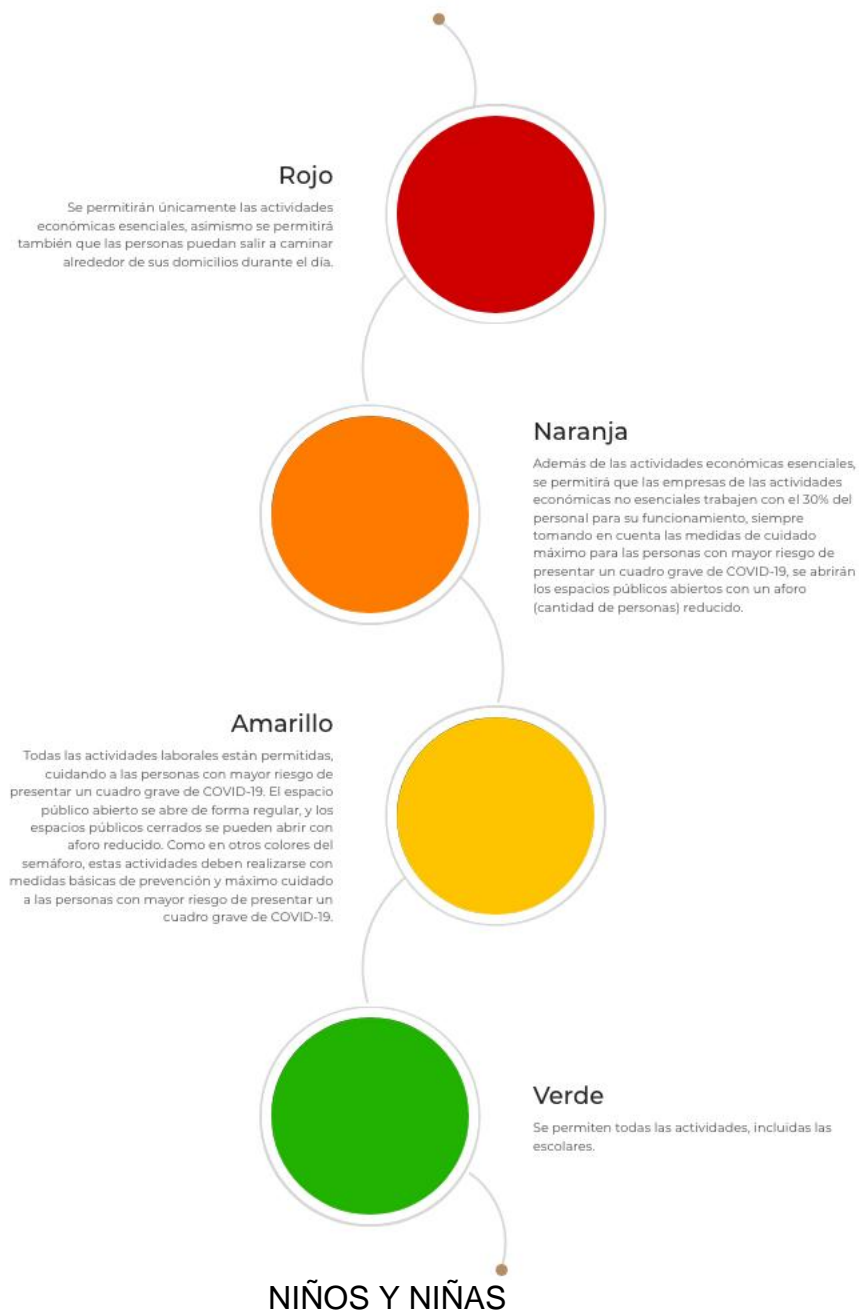 Rojo
Se permitirán únicamente las actividades
económicas esenciales, asimismo se permitirá
también que las personas puedan salir a caminar
alrededor de sus domicilios durante el día.
Naranja
Además de las actividades económicas esenciales,
se permitirá que las empresas de las actividades
económicas no esenciales trabajen con el 30% del
personal para su funcionamiento, siempre
tomando en cuenta las medidas de cuidado
máximo para las personas con mayor riesgo de
presentar un cuadro grave de COVID-19, se abrirán
los espacios públicos abiertos con un aforo
(cantidad de personas) reducido.
Amarillo
Todas las actividades laborales están permitidas,
cuidando a las personas con mayor riesgo de
presentar un cuadro grave de COVID-19. El espacio
público abierto se abre de forma regular, y los
espacios públicos cerrados se pueden abrir con
aforo reducido. Como en otros colores del
semáforo, estas actividades deben realizarse con
medidas básicas de prevención y máximo cuidado
a las personas con mayor riesgo de presentar un
cuadro grave de COVID-19.
Verde
Se permiten todas las actividades, incluidas las
escolares.
NIÑOS Y NIÑAS